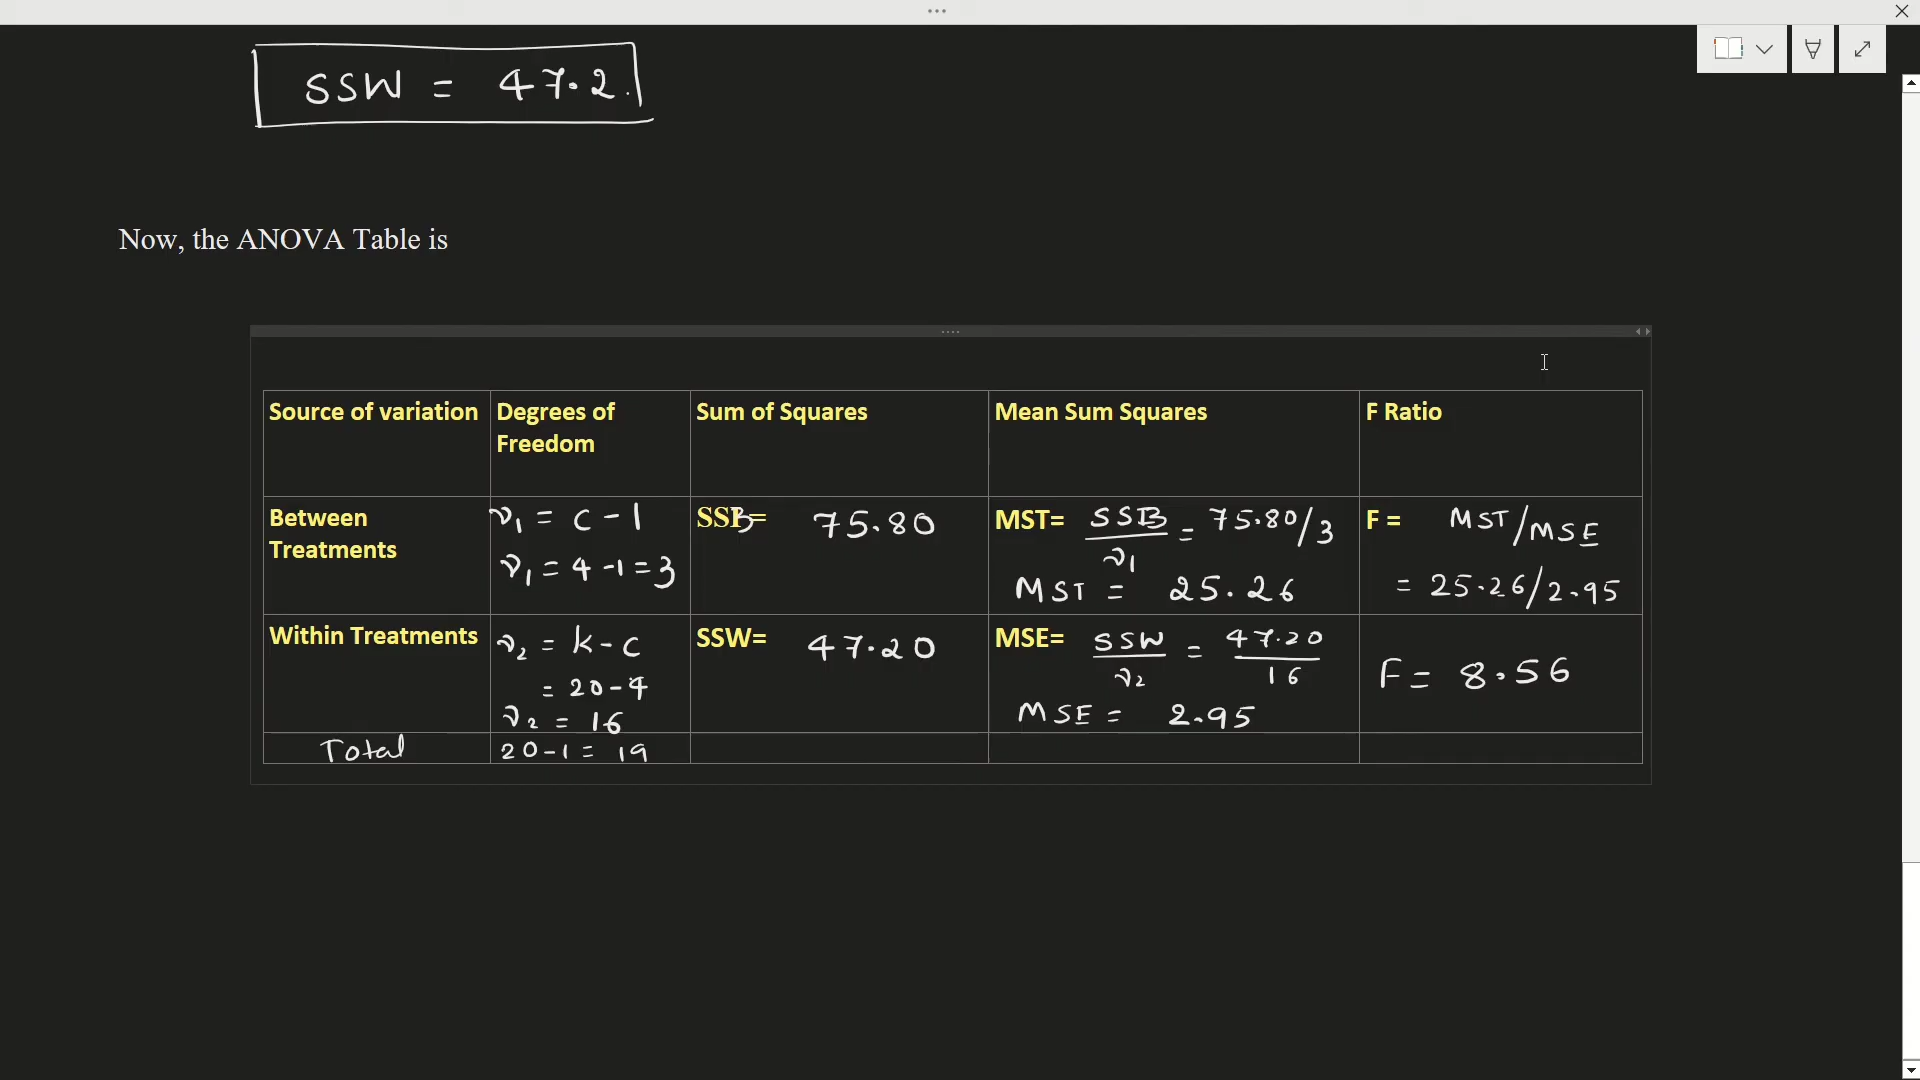 SSW = 47.2.
Now, the ANOVA Table is
Source of variation
Degrees of Freedom
Sum of Squares
Mean Sum Squares
F Ratio
Between Treatments
ν₁ = c - 1
ν₁ = 4 - 1 = 3
SSB = 75.80
MST= SSB/ν₁ = 75.80/3
MST = 25.26
F = MST/MSE
= 25.26/2.95
Within Treatments
ν₂ = k - c
= 20 - 4
ν₂ = 16
SSW= 47.20
MSE= SSW/ν₂ = 47.20/16
MSE = 2.95
F = 8.56
Total
20 - 1 = 19